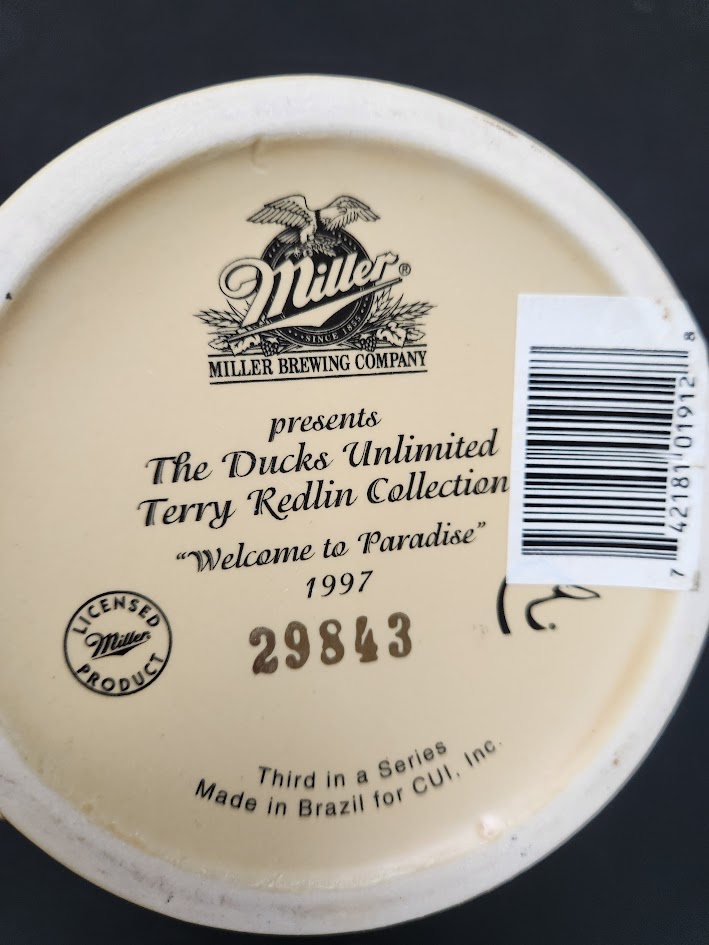 Miller®
SINCE 1855
MILLER BREWING COMPANY
presents
The Ducks Unlimited
Terry Redlin Collection
“Welcome to Paradise”
1997
29843
LICENSED
Miller
PRODUCT
Third in a Series
Made in Brazil for CUI, Inc.
7 42181 01912 8